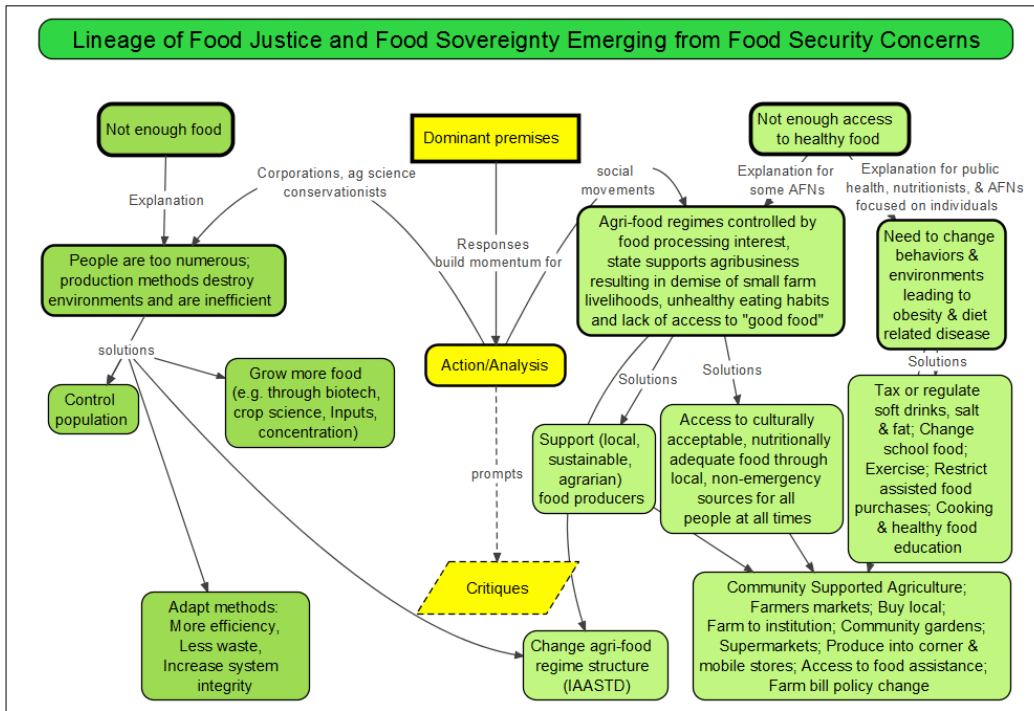 Lineage of Food Justice and Food Sovereignty Emerging from Food Security Concerns
Not enough food
Dominant premises
Not enough access
to healthy food
Explanation
Corporations, ag science
conservationists
social
movements
Explanation for
some AFNs
Explanation for public
health, nutritionists, & AFNs
focused on individuals
Responses
build momentum for
People are too numerous;
production methods destroy
environments and are inefficient
Agri-food regimes controlled by
food processing interest,
state supports agribusiness
resulting in demise of small farm
livelihoods, unhealthy eating habits
and lack of access to "good food"
Need to change
behaviors &
environments
leading to
obesity & diet
related disease
solutions
Action/Analysis
Solutions
Solutions
Solutions
Control
population
Grow more food
(e.g. through biotech,
crop science, Inputs,
concentration)
Support (local,
sustainable,
agrarian)
food producers
Access to culturally
acceptable, nutritionally
adequate food through
local, non-emergency
sources for all
people at all times
Tax or regulate
soft drinks, salt
& fat; Change
school food;
Exercise; Restrict
assisted food
purchases; Cooking
& healthy food
education
prompts
Critiques
Adapt methods:
More efficiency,
Less waste,
Increase system
integrity
Change agri-food
regime structure
(IAASTD)
Community Supported Agriculture;
Farmers markets; Buy local;
Farm to institution; Community gardens;
Supermarkets; Produce into corner &
mobile stores; Access to food assistance;
Farm bill policy change